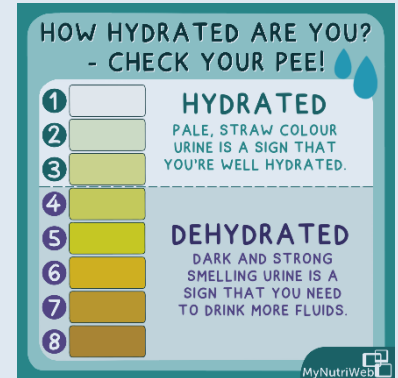 HOW HYDRATED ARE YOU?
- CHECK YOUR PEE!
1
2
3
HYDRATED
PALE, STRAW COLOUR
URINE IS A SIGN THAT
YOU'RE WELL HYDRATED.
4
5
6
7
8
DEHYDRATED
DARK AND STRONG
SMELLING URINE IS A
SIGN THAT YOU NEED
TO DRINK MORE FLUIDS.
MyNutriWeb